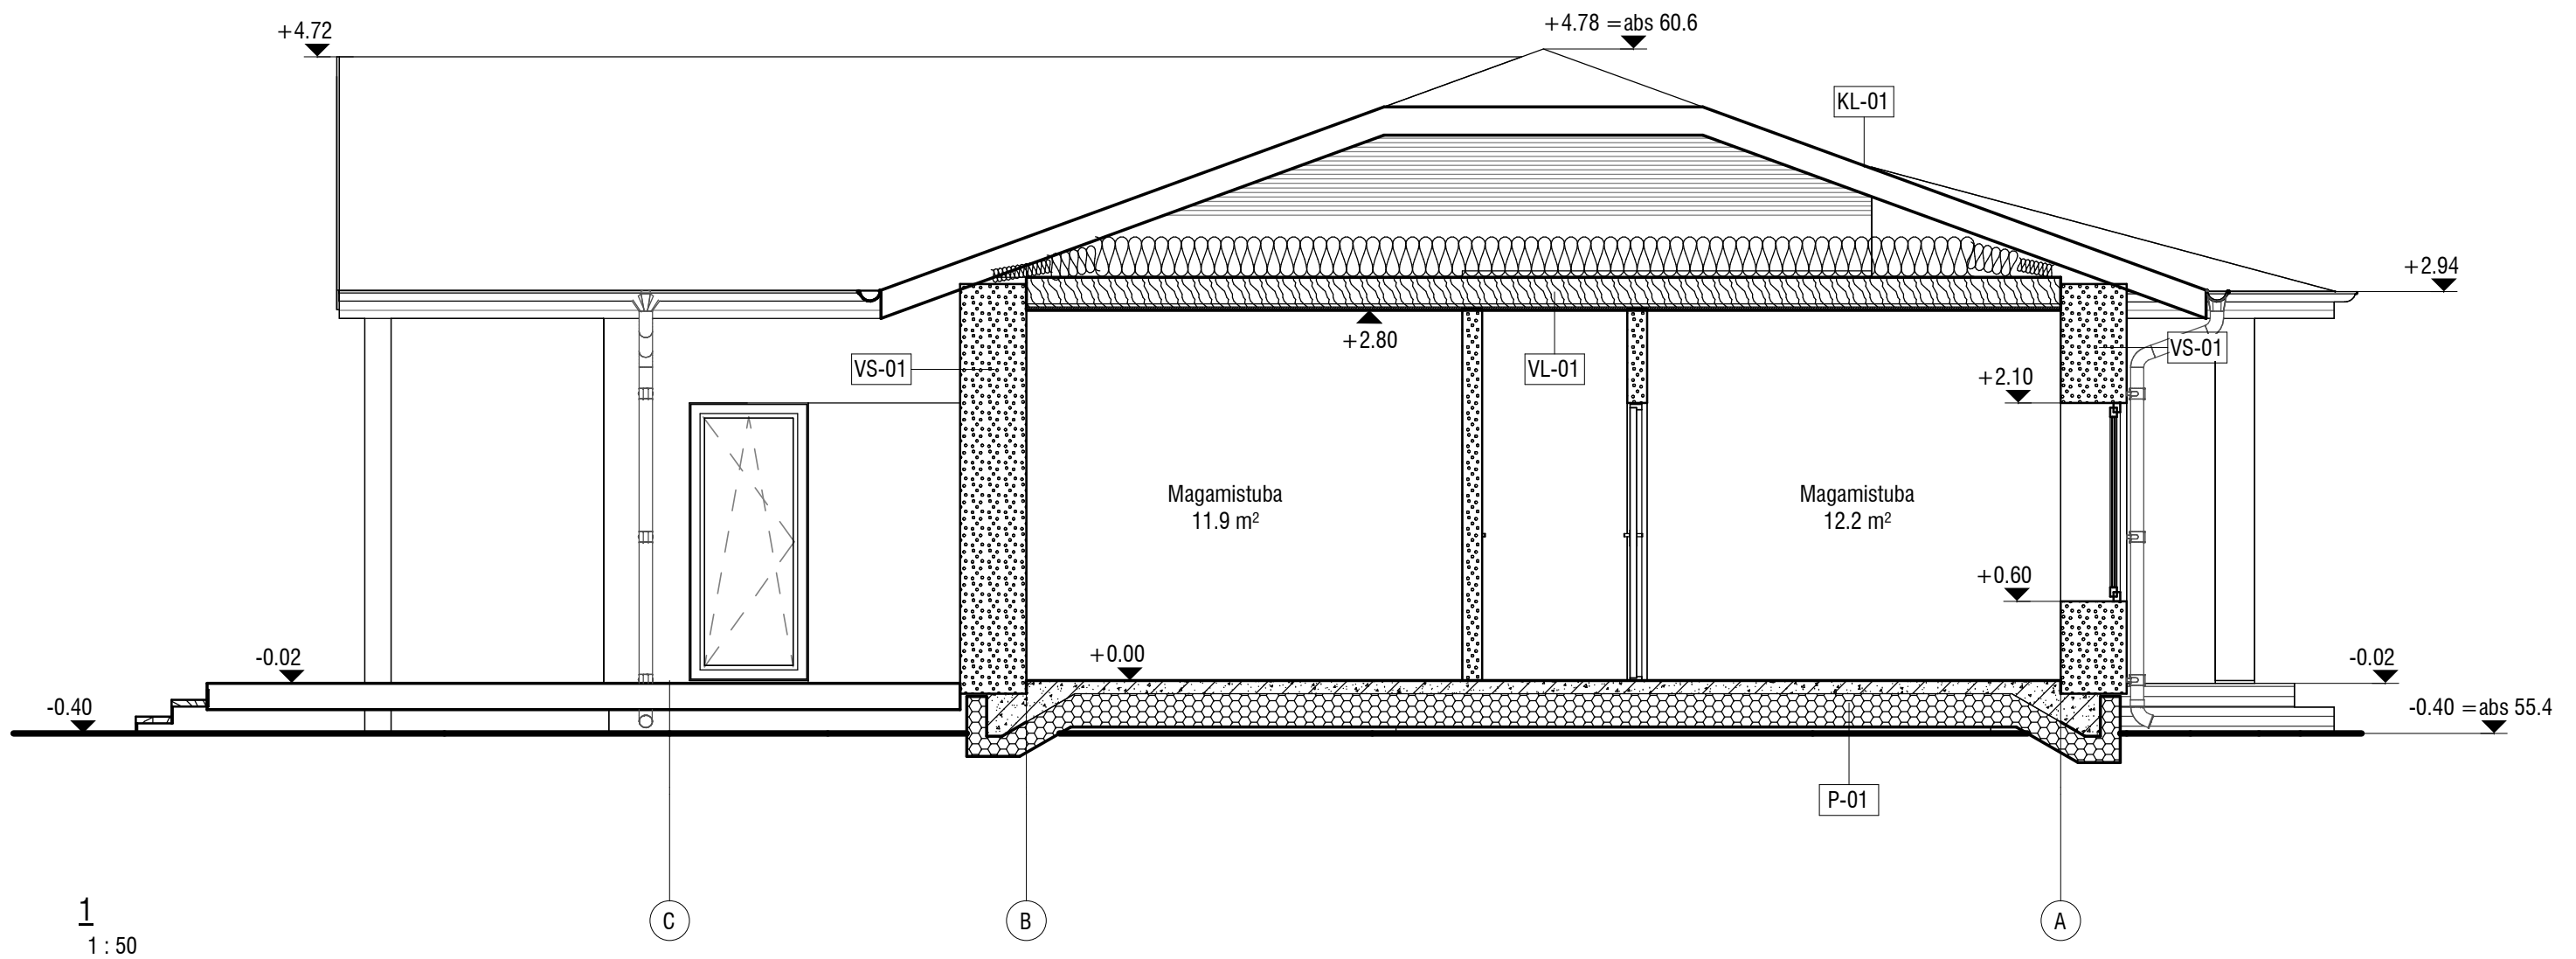 +4.72
+4.78 =abs 60.6
KL-01
+2.94
+2.80
VS-01
VL-01
VS-01
+2.10
Magamistuba
11.9 m²
Magamistuba
12.2 m²
+0.60
-0.02
+0.00
-0.02
-0.40
-0.40 =abs 55.4
P-01
C
B
A
1
1 : 50